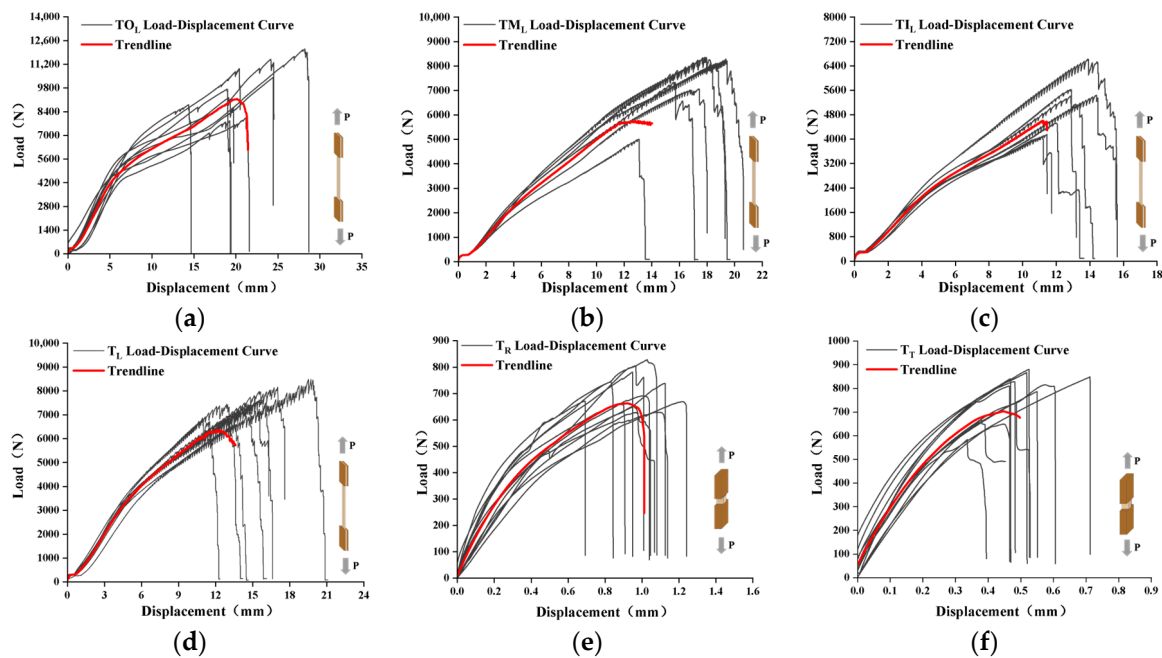 TO_L Load-Displacement Curve
Trendline
14,000
12,600
11,200
9800
8400
7000
5600
4200
2800
1400
0
Load（N）
0 5 10 15 20 25 30 35
Displacement（mm）
P
P
(a)
TM_L Load-Displacement Curve
Trendline
10,000
9000
8000
7000
6000
5000
4000
3000
2000
1000
0
Load（N）
0 2 4 6 8 10 12 14 16 18 20 22
Displacement（mm）
P
P
(b)
TI_L Load-Displacement Curve
Trendline
8000
7200
6400
5600
4800
4000
3200
2400
1600
800
0
Load（N）
0 2 4 6 8 10 12 14 16 18
Displacement（mm）
P
P
(c)
T_L Load-Displacement Curve
Trendline
10,000
9000
8000
7000
6000
5000
4000
3000
2000
1000
0
Load（N）
0 3 6 9 12 15 18 21 24
Displacement（mm）
P
P
(d)
T_R Load-Displacement Curve
Trendline
900
800
700
600
500
400
300
200
100
0
Load（N）
0.0 0.2 0.4 0.6 0.8 1.0 1.2 1.4 1.6
Displacement（mm）
P
P
(e)
T_T Load-Displacement Curve
Trendline
1000
900
800
700
600
500
400
300
200
100
0
Load（N）
0.0 0.1 0.2 0.3 0.4 0.5 0.6 0.7 0.8 0.9
Displacement（mm）
P
P
(f)